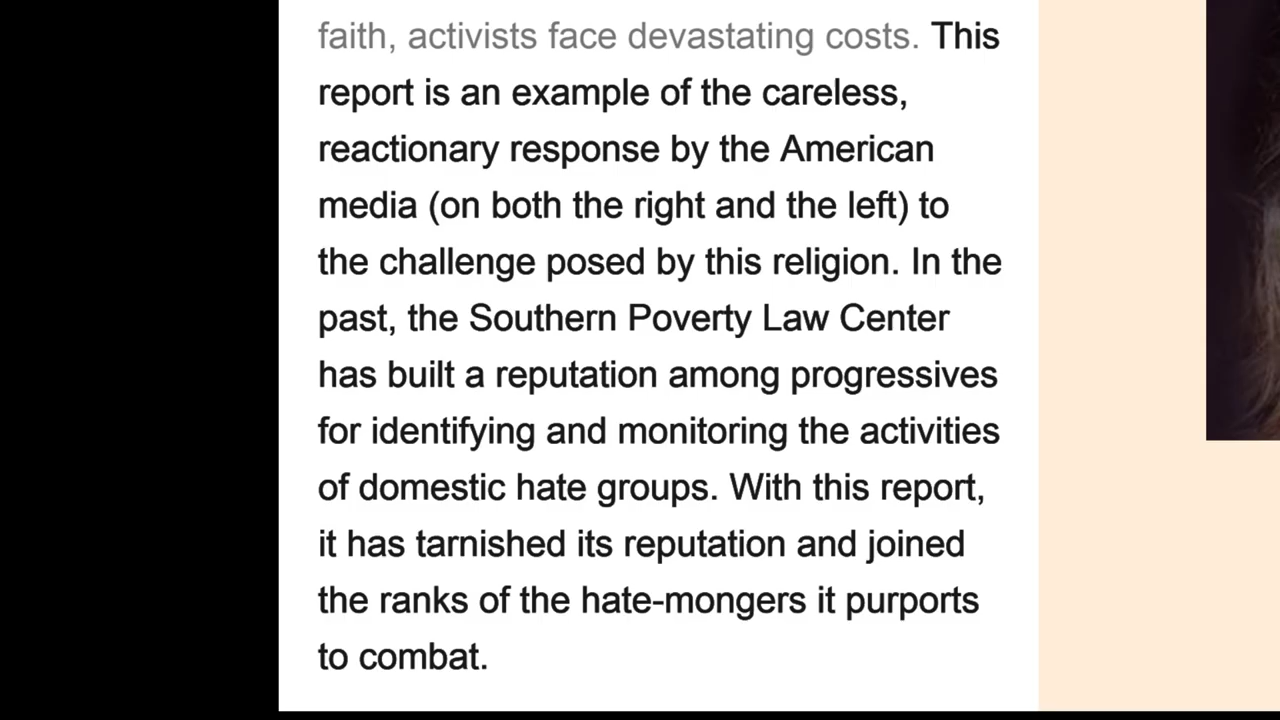 faith, activists face devastating costs. This
report is an example of the careless,
reactionary response by the American
media (on both the right and the left) to
the challenge posed by this religion. In the
past, the Southern Poverty Law Center
has built a reputation among progressives
for identifying and monitoring the activities
of domestic hate groups. With this report,
it has tarnished its reputation and joined
the ranks of the hate-mongers it purports
to combat.